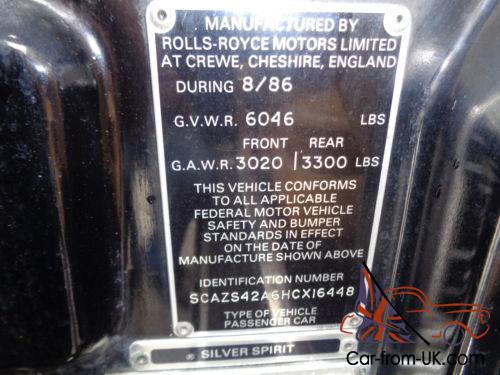 MANUFACTURED BY
ROLLS-ROYCE MOTORS LIMITED
AT CREWE, CHESHIRE, ENGLAND
DURING 8/86
G.V.W.R. 6046 LBS
FRONT REAR
G.A.W.R. 3020 / 3300 LBS
THIS VEHICLE CONFORMS
TO ALL APPLICABLE
FEDERAL MOTOR VEHICLE
SAFETY AND BUMPER
STANDARDS IN EFFECT
ON THE DATE OF
MANUFACTURE SHOWN ABOVE
IDENTIFICATION NUMBER
SCAZS42A6HCX16448
TYPE OF VEHICLE
PASSENGER CAR
® SILVER SPIRIT
Car-from-UK.com